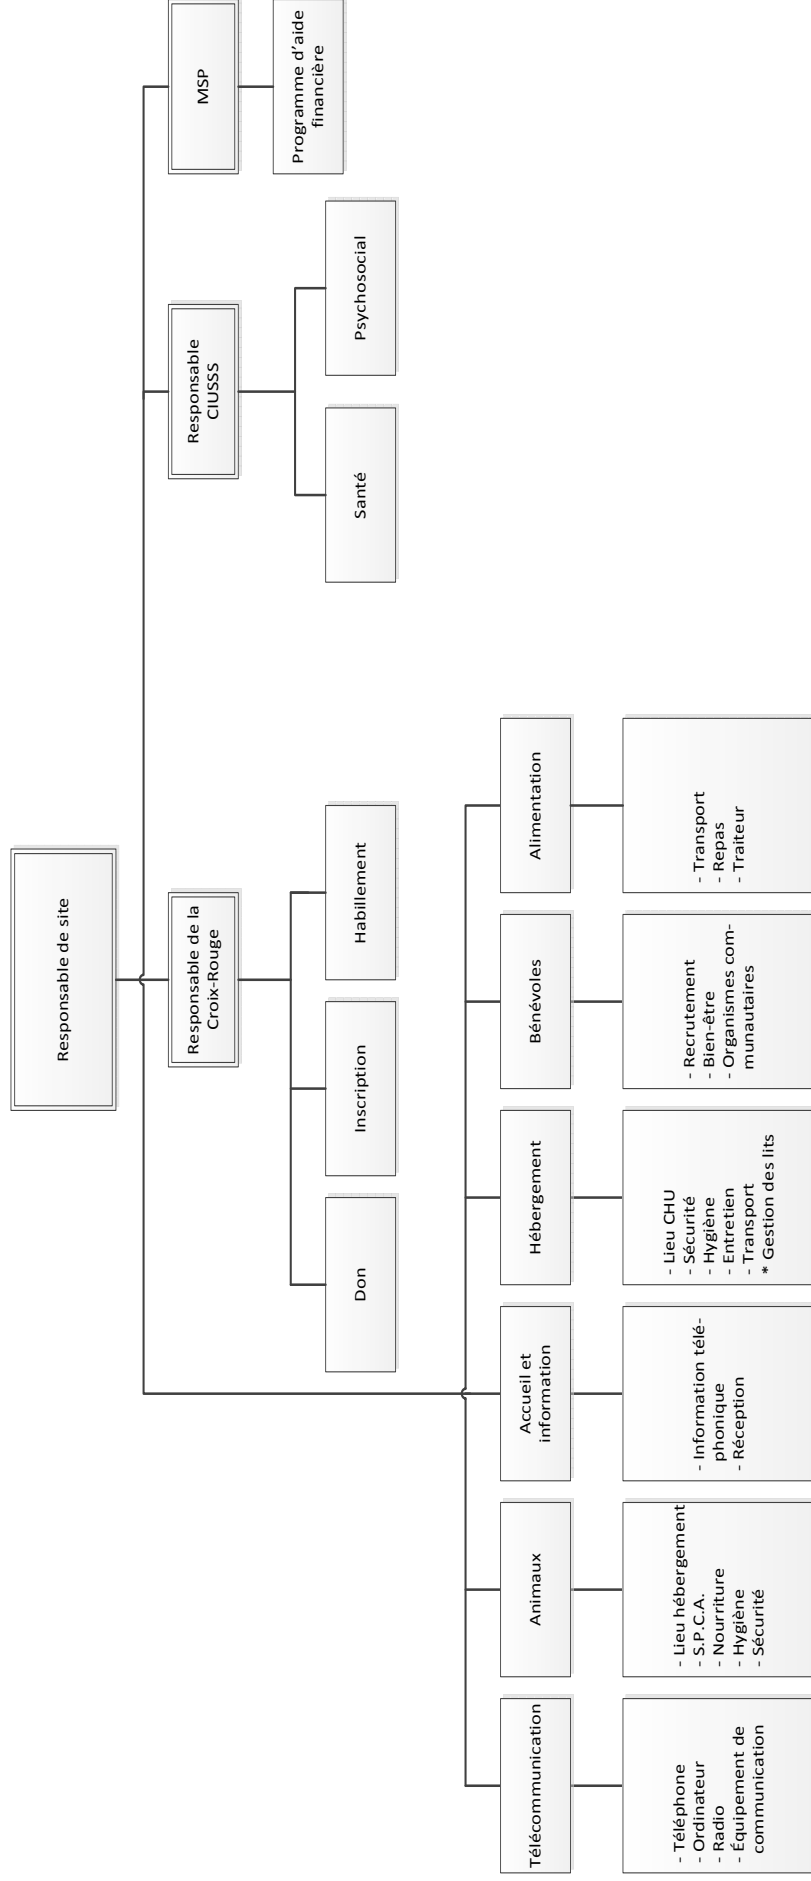 Responsable de site
Responsable de la
Croix-Rouge
Responsable
CIUSSS
MSP
Don
Inscription
Habillement
Santé
Psychosocial
Programme d’aide
financière
Télécommunication
Animaux
Accueil et
information
Hébergement
Bénévoles
Alimentation
- Téléphone
- Ordinateur
- Radio
- Équipement de
communication
- Lieu hébergement
- S.P.C.A.
- Nourriture
- Hygiène
- Sécurité
- Information télé-
phonique
- Réception
- Lieu CHU
- Sécurité
- Hygiène
- Entretien
- Transport
* Gestion des lits
- Recrutement
- Bien-être
- Organismes com-
munautaires
- Transport
- Repas
- Traiteur